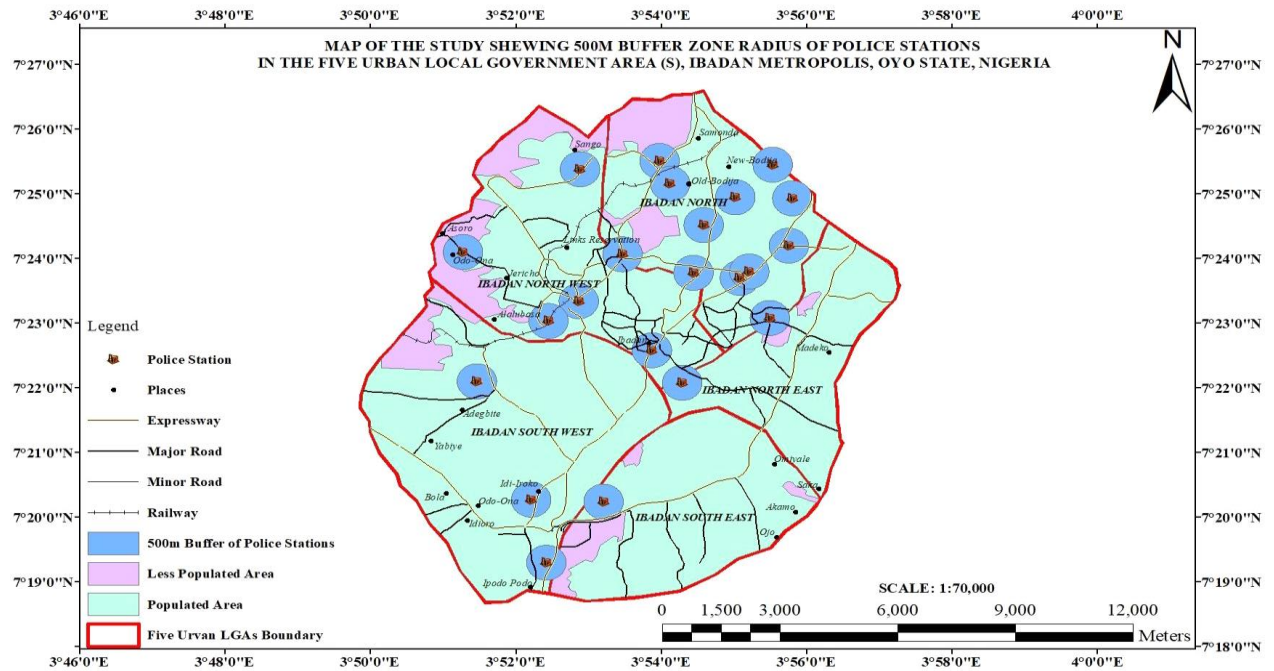 3°46'0"E 3°48'0"E 3°50'0"E 3°52'0"E 3°54'0"E 3°56'0"E 3°58'0"E 4°0'0"E
MAP OF THE STUDY SHEWING 500M BUFFER ZONE RADIUS OF POLICE STATIONS
IN THE FIVE URBAN LOCAL GOVERNMENT AREA (S), IBADAN METROPOLIS, OYO STATE, NIGERIA
N
7°27'0"N 7°27'0"N
7°26'0"N 7°26'0"N
7°25'0"N 7°25'0"N
7°24'0"N 7°24'0"N
7°23'0"N 7°23'0"N
7°22'0"N 7°22'0"N
7°21'0"N 7°21'0"N
7°20'0"N 7°20'0"N
7°19'0"N 7°19'0"N
7°18'0"N 7°18'0"N
Samonda
Sango
New-Bodija
Old-Bodija
IBADAN NORTH
Asoro
Links Reservation
Odo-Ona
Jericho
IBADAN NORTH WEST
Alalubosa
Ibadan
Madeko
IBADAN NORTH EAST
Adegbite
IBADAN SOUTH WEST
Yabiye
Omiyale
Idi-Iroko
Bola
Odo-Ona
Saka
Akamo
Idioro
IBADAN SOUTH EAST
Ojo
Ipodo Podo
Legend
Police Station
Places
Expressway
Major Road
Minor Road
Railway
500m Buffer of Police Stations
Less Populated Area
Populated Area
Five Urvan LGAs Boundary
SCALE: 1:70,000
0 1,500 3,000 6,000 9,000 12,000
Meters
3°46'0"E 3°48'0"E 3°50'0"E 3°52'0"E 3°54'0"E 3°56'0"E 3°58'0"E 4°0'0"E